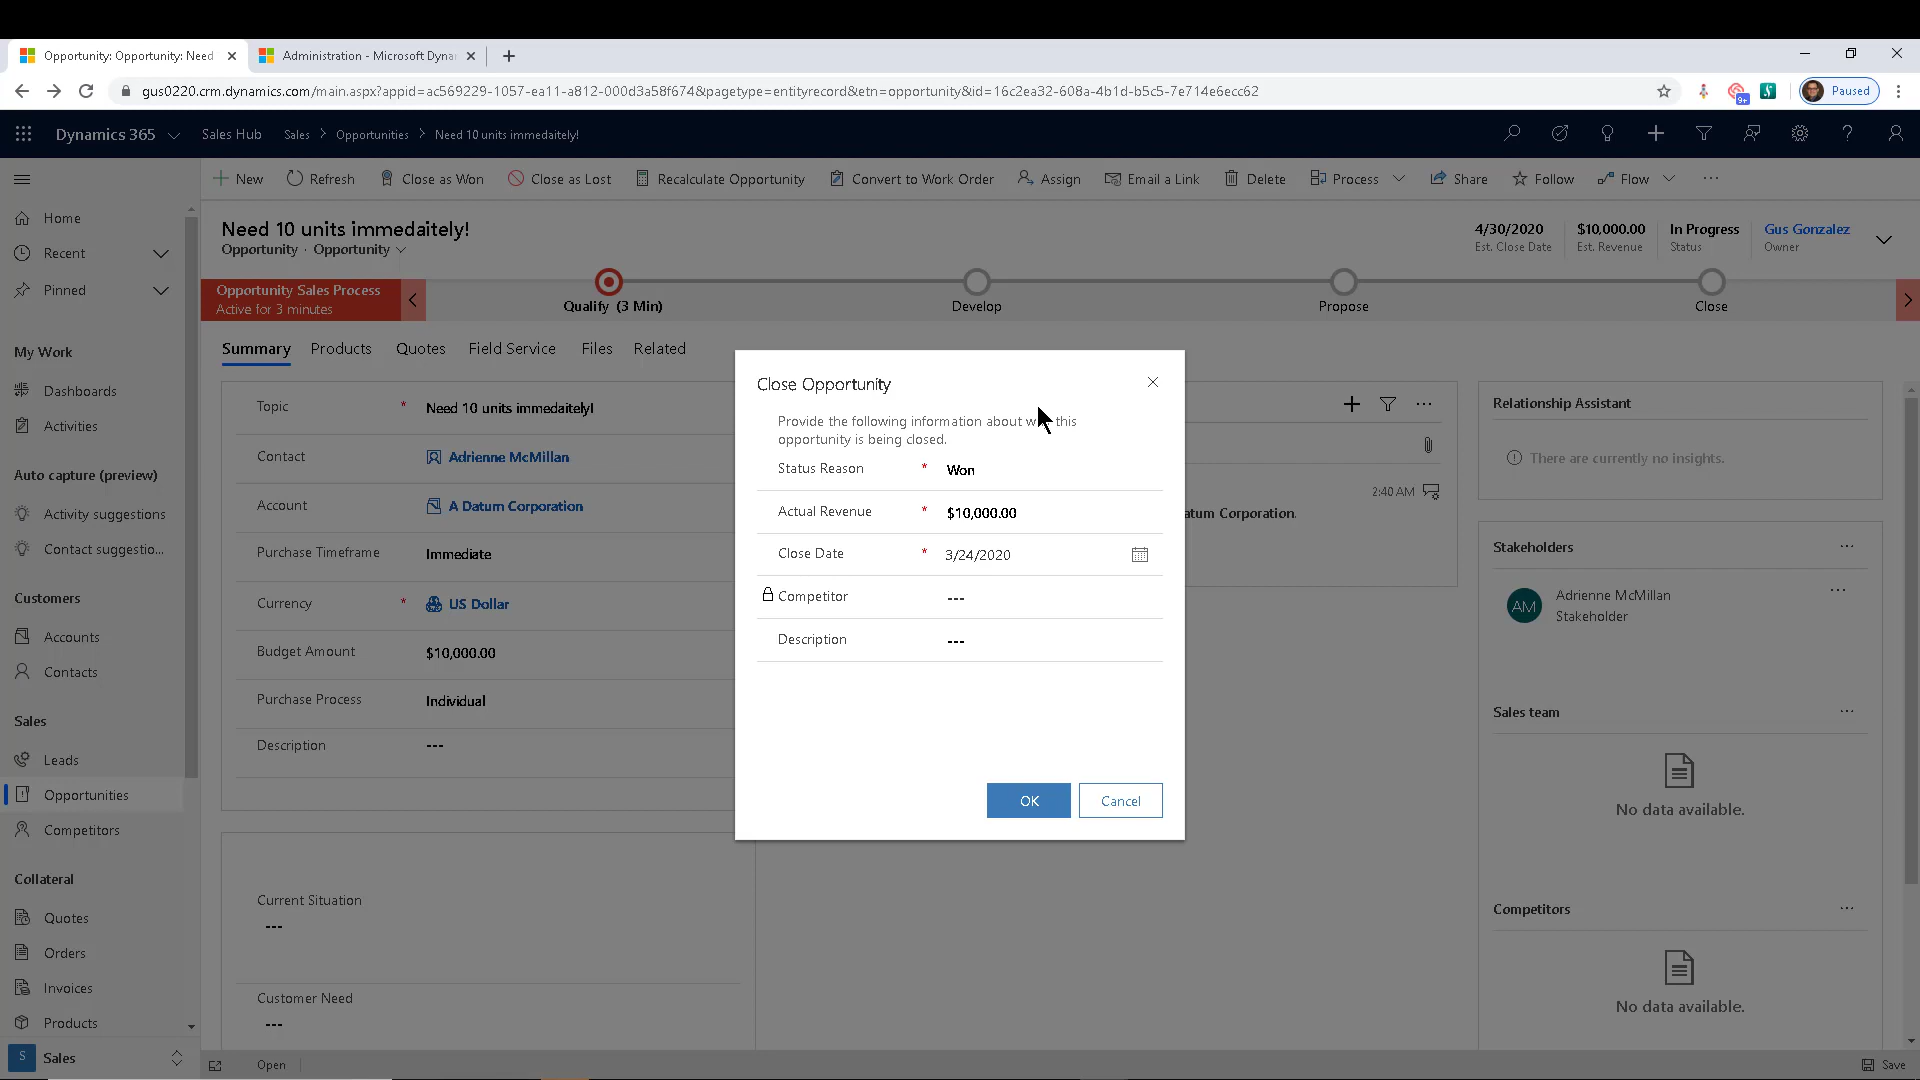 Opportunity: Opportunity: Need
Administration - Microsoft Dynar
gus0220.crm.dynamics.com/main.aspx?appid=ac569229-1057-ea11-a812-000d3a58f674&pagetype=entityrecord&etn=opportunity&id=16c2ea32-608a-4b1d-b5c5-7e714e6ecc62
9+
Paused
Dynamics 365
Sales Hub
Sales > Opportunities > Need 10 units immedaitely!
New
Refresh
Close as Won
Close as Lost
Recalculate Opportunity
Convert to Work Order
Assign
Email a Link
Delete
Process
Share
Follow
Flow
Home
Recent
Pinned
My Work
Dashboards
Activities
Auto capture (preview)
Activity suggestions
Contact suggestio...
Customers
Accounts
Contacts
Sales
Leads
Opportunities
Competitors
Collateral
Quotes
Orders
Invoices
Products
S
Sales
Need 10 units immedaitely!
Opportunity · Opportunity
4/30/2020
Est. Close Date
$10,000.00
Est. Revenue
In Progress
Status
Gus Gonzalez
Owner
Opportunity Sales Process
Active for 3 minutes
Qualify (3 Min)
Develop
Propose
Close
Summary
Products
Quotes
Field Service
Files
Related
Topic * Need 10 units immedaitely!
Contact Adrienne McMillan
Account A Datum Corporation
Purchase Timeframe Immediate
Currency * US Dollar
Budget Amount $10,000.00
Purchase Process Individual
Description ---
Current Situation
---
Customer Need
---
Close Opportunity
Provide the following information about this
opportunity is being closed.
Status Reason * Won
Actual Revenue * $10,000.00
Close Date * 3/24/2020
Competitor ---
Description ---
OK
Cancel
2:40 AM
atum Corporation.
Relationship Assistant
There are currently no insights.
Stakeholders
AM
Adrienne McMillan
Stakeholder
Sales team
No data available.
Competitors
No data available.
Open
Save